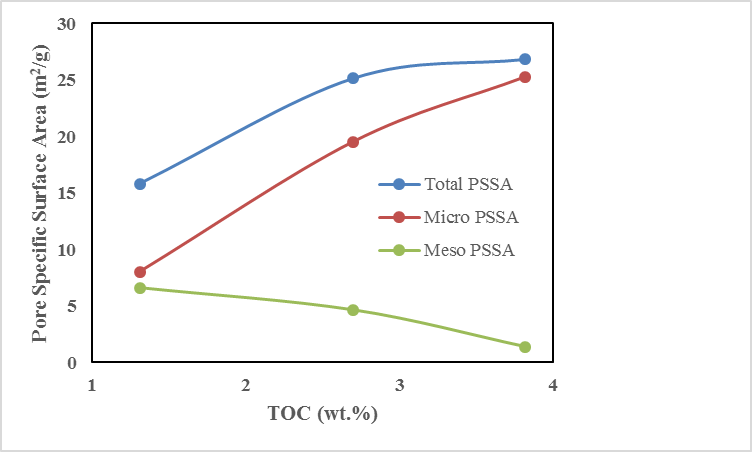 30
25
20
15
10
5
0
Pore Specific Surface Area (m²/g)
Total PSSA
Micro PSSA
Meso PSSA
1 2 3 4
TOC (wt.%)